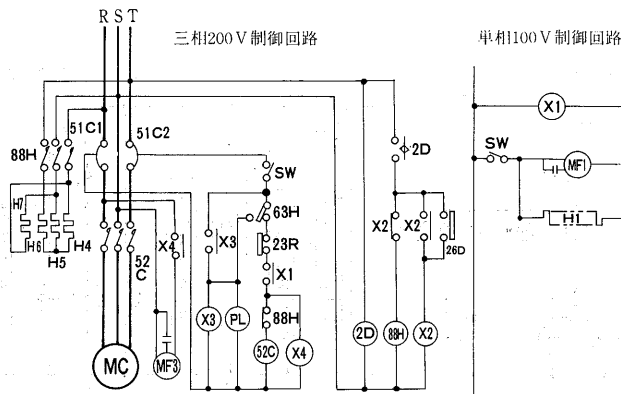 R S T
三相200V制御回路
単相100V制御回路
51C1
51C2
88H
2D
SW
X1
SW
63H
MF1
H7
X4
X3
23R
X2
X2
26D
H1
H6
H4
H5
52
C
X1
88H
X3
PL
52C
X4
2D
88H
X2
MC
MF3